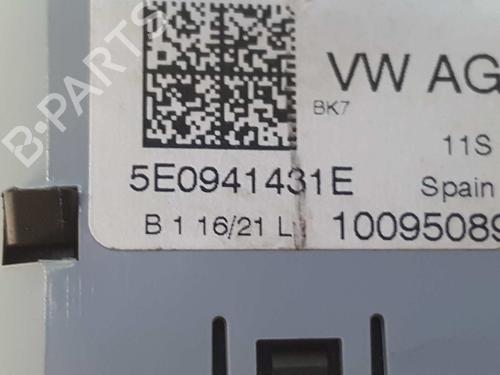 VW AG
BK7
11S
5E0941431E
Spain
B 1 16/21 L
10095089
B-PARTS